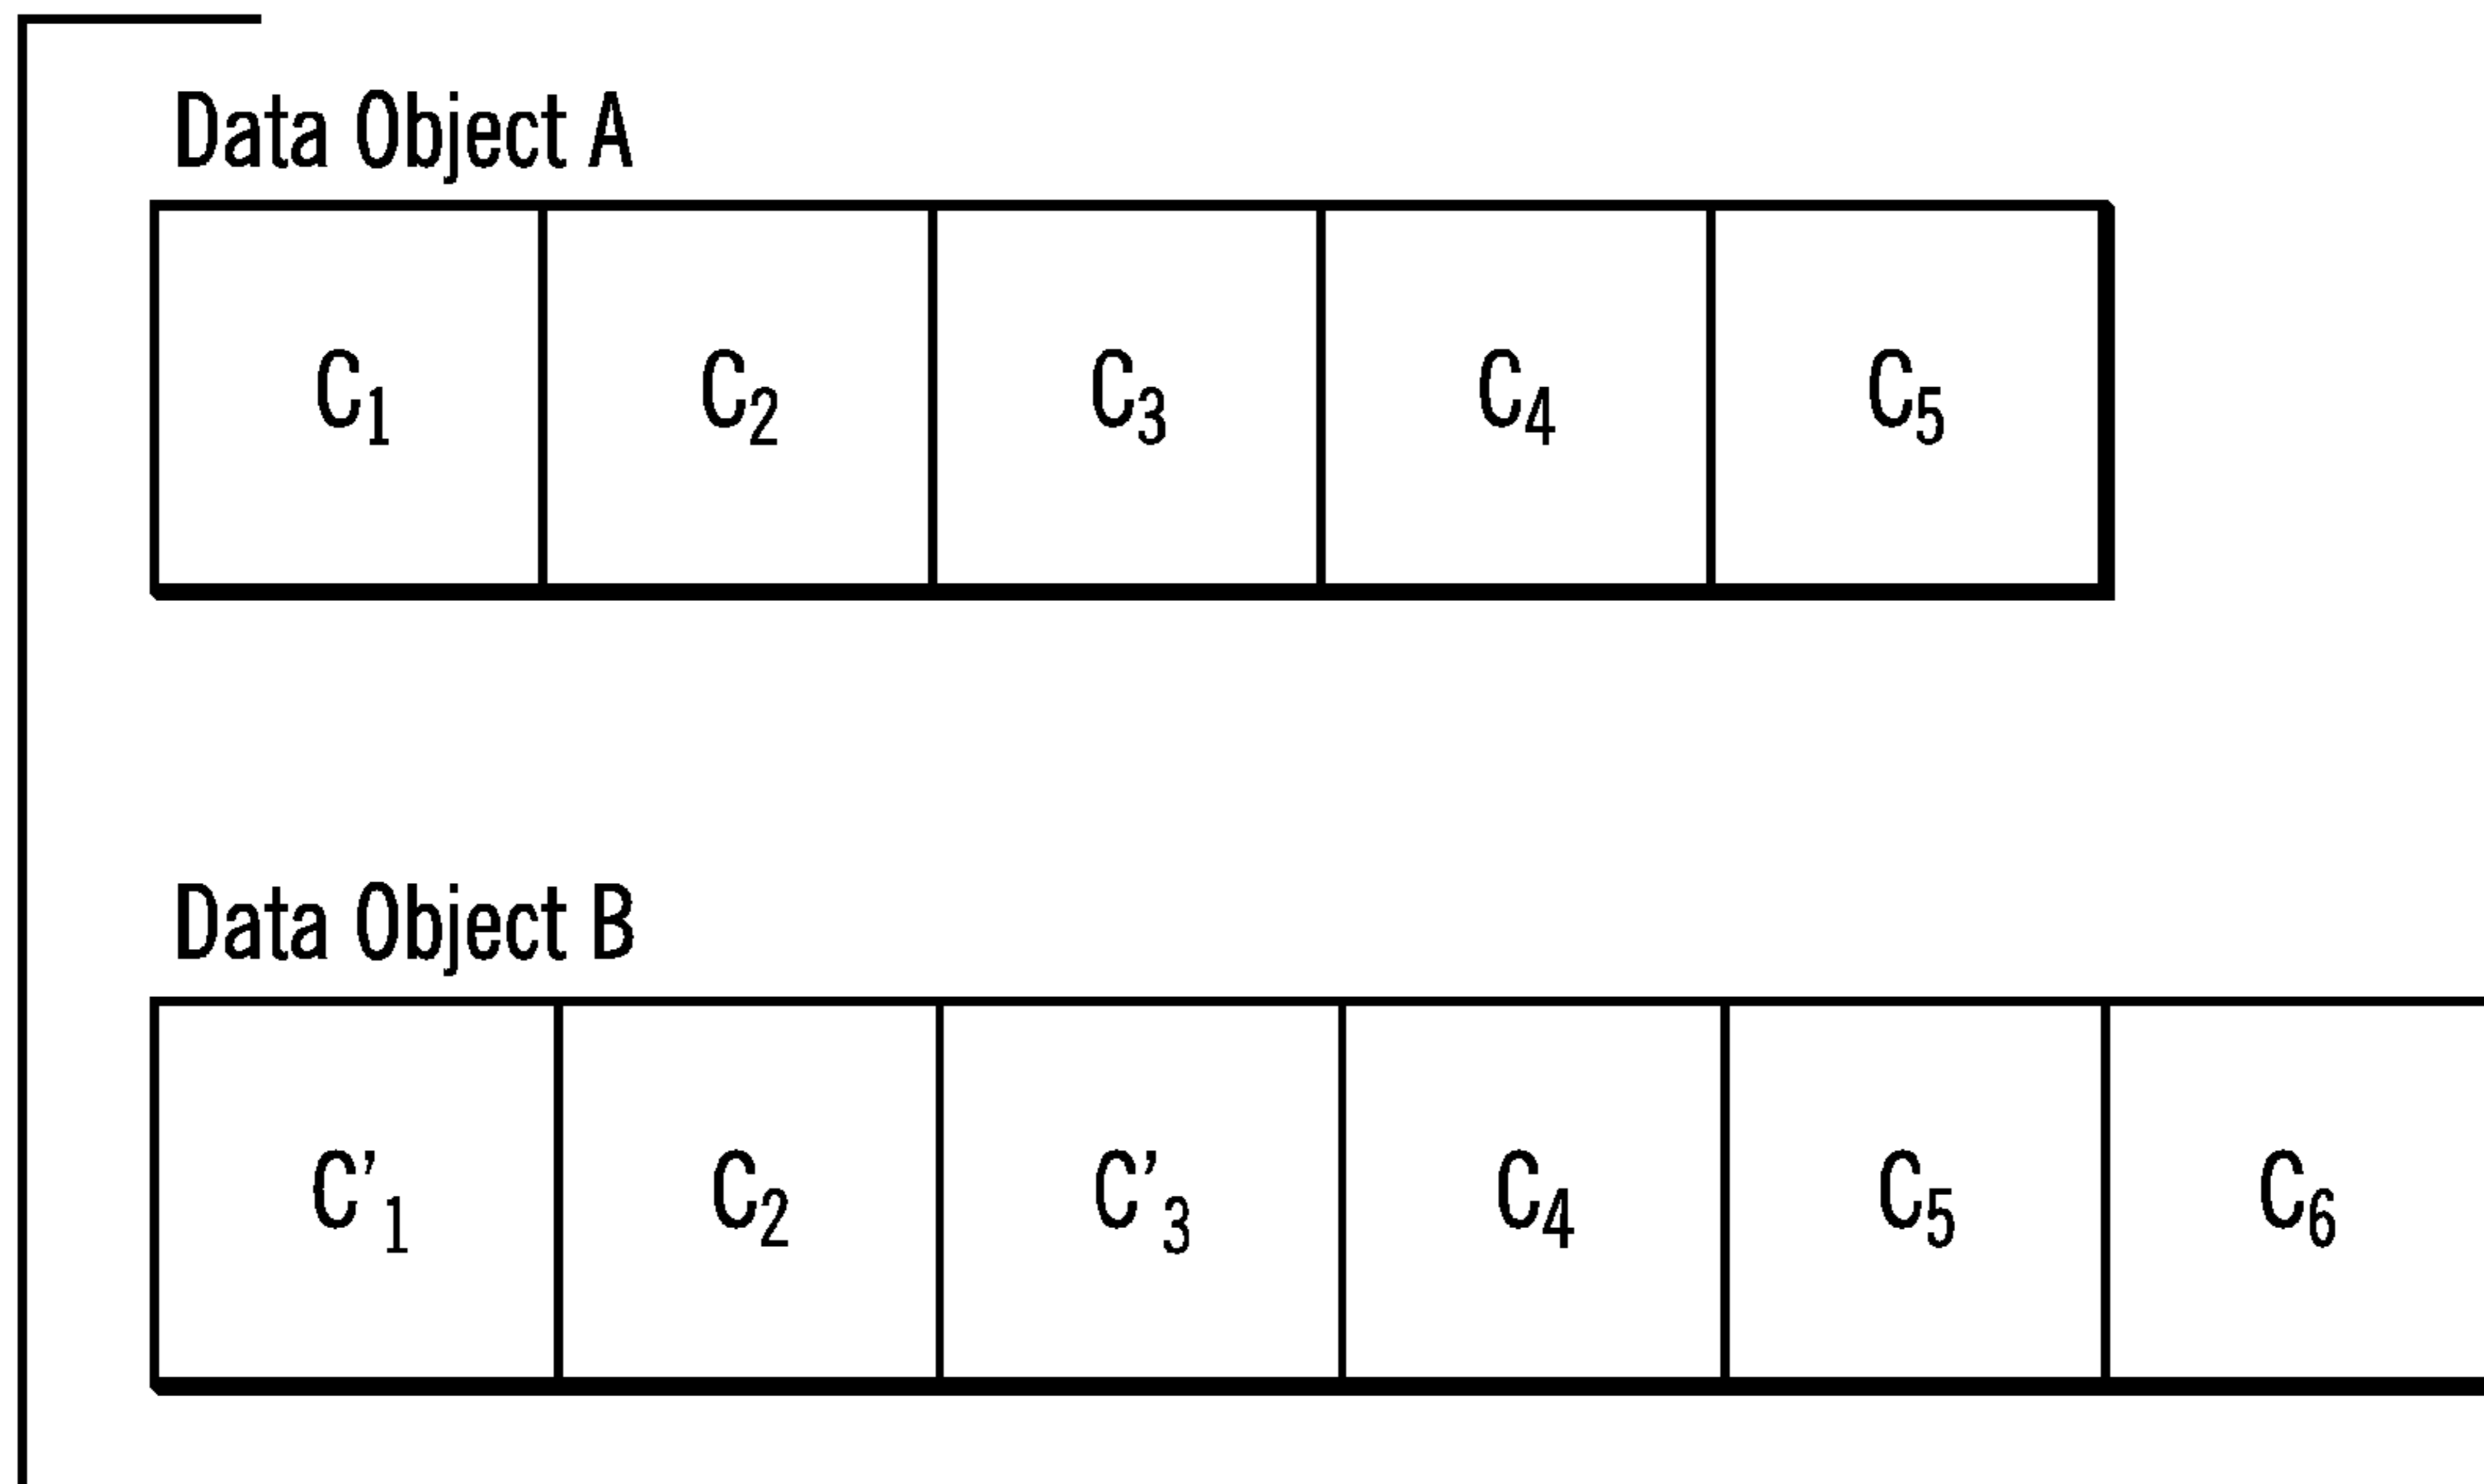 Data Object A
C₁ C₂ C₃ C₄ C₅
Data Object B
C’₁ C₂ C’₃ C₄ C₅ C₆